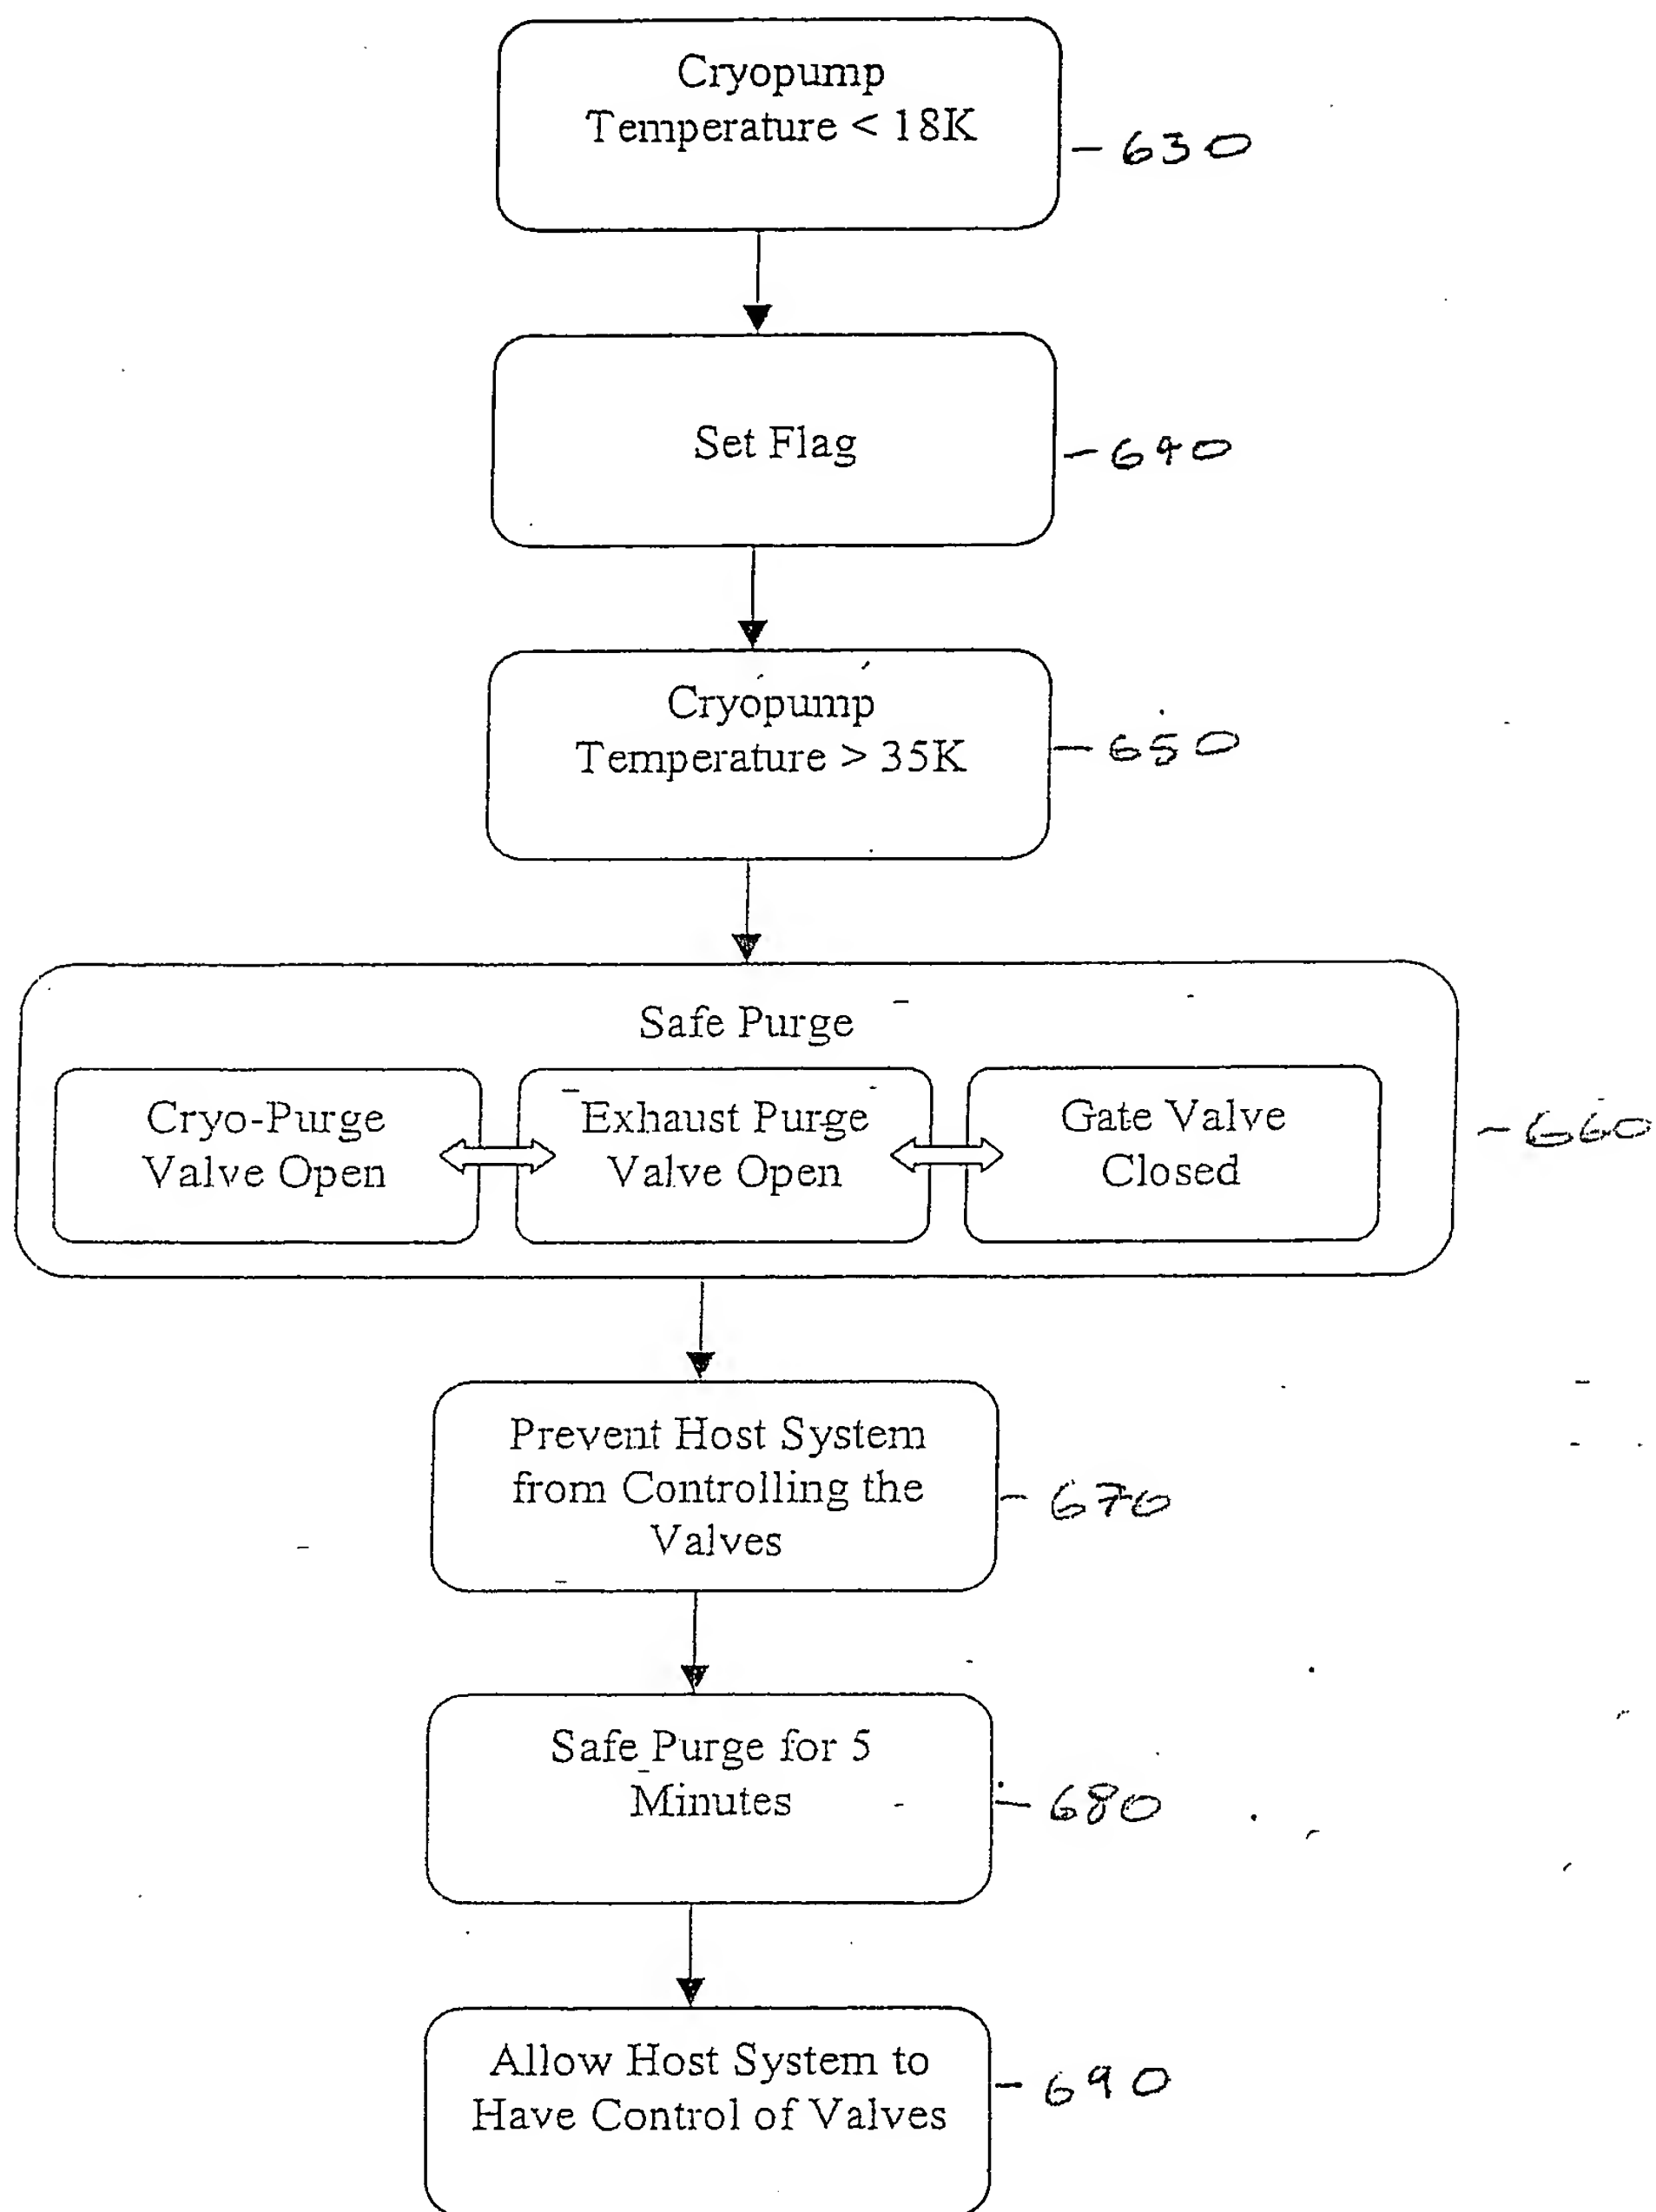 Cryopump
Temperature < 18K
- 630
Set Flag
- 640
Cryopump
Temperature > 35K
- 650
Safe Purge
Cryo-Purge
Valve Open
Exhaust Purge
Valve Open
Gate Valve
Closed
- 660
Prevent Host System
from Controlling the
Valves
- 670
Safe Purge for 5
Minutes
- 680
Allow Host System to
Have Control of Valves
- 690